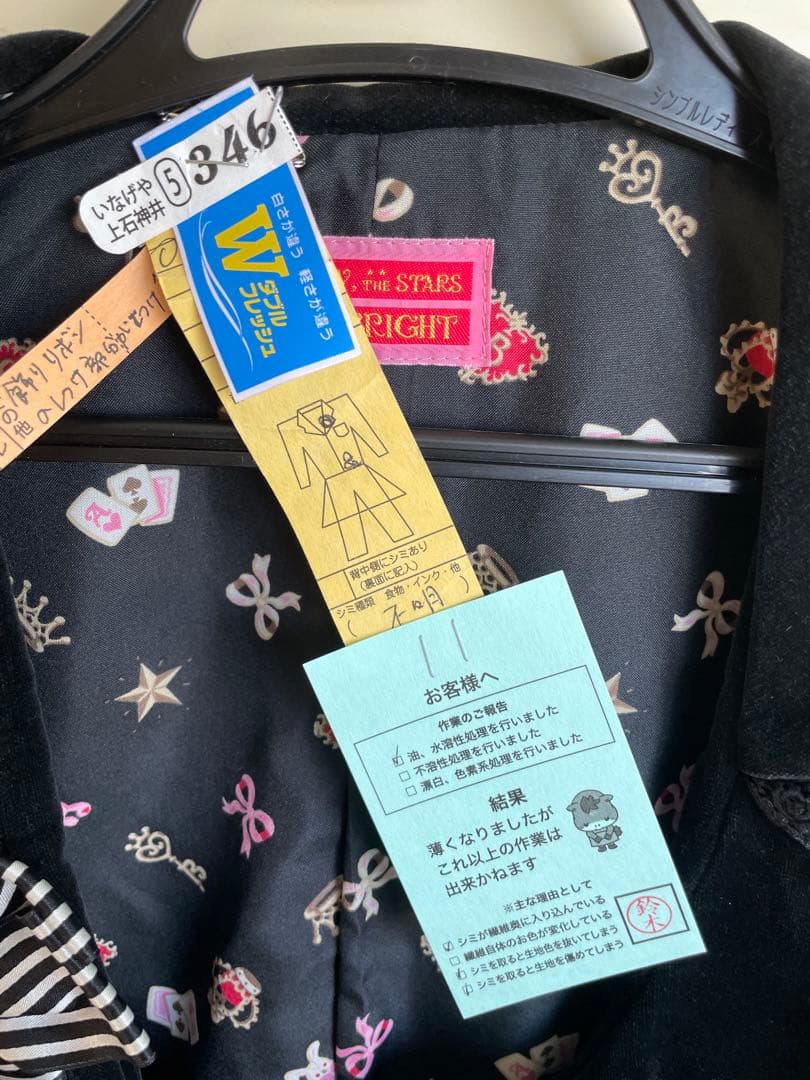 シンプルレディ
いなげや
上石神井
⑤ 346
白さが違う 軽さが違う
W
ダブル
フレッシュ
THE STARS
BRIGHT
リボン
他
背中側にシミあり
(裏面に記入)
シミ種類 食物・インク・他
( 不明 )
お客様へ
作業のご報告
☑ 油、水溶性処理を行いました
□ 不溶性処理を行いました
□ 漂白、色素系処理を行いました
結果
薄くなりましたが
これ以上の作業は
出来かねます
※主な理由として
☑ シミが繊維奥に入り込んでいる
□ 繊維自体のお色が変化している
☑ シミを取ると生地色を抜いてしまう
☑ シミを取ると生地を傷めてしまう
鈴木